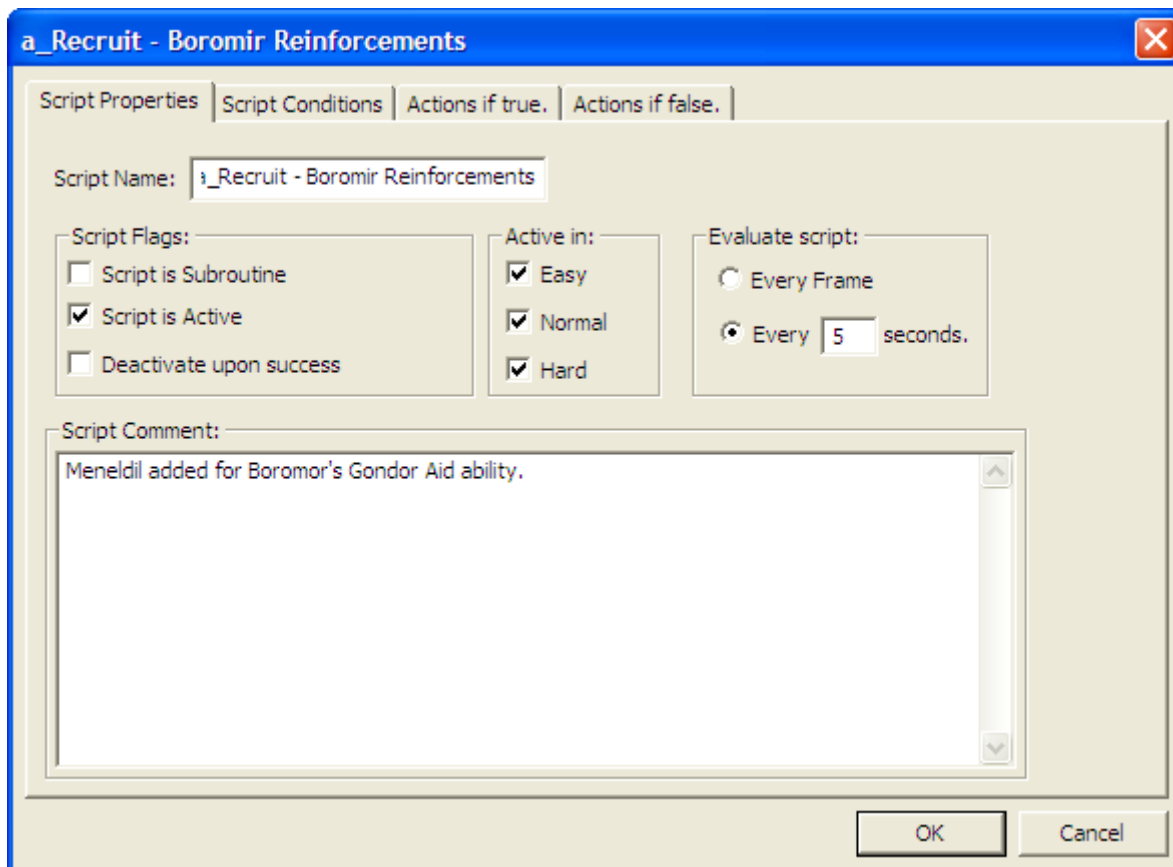 a_Recruit - Boromir Reinforcements
Script Properties Script Conditions Actions if true. Actions if false.
Script Name: a_Recruit - Boromir Reinforcements
Script Flags: Active in: Evaluate script:
Script is Subroutine Easy Every Frame
Script is Active Normal Every 5 seconds.
Deactivate upon success Hard
Script Comment:
Meneldil added for Boromor's Gondor Aid ability.
OK Cancel